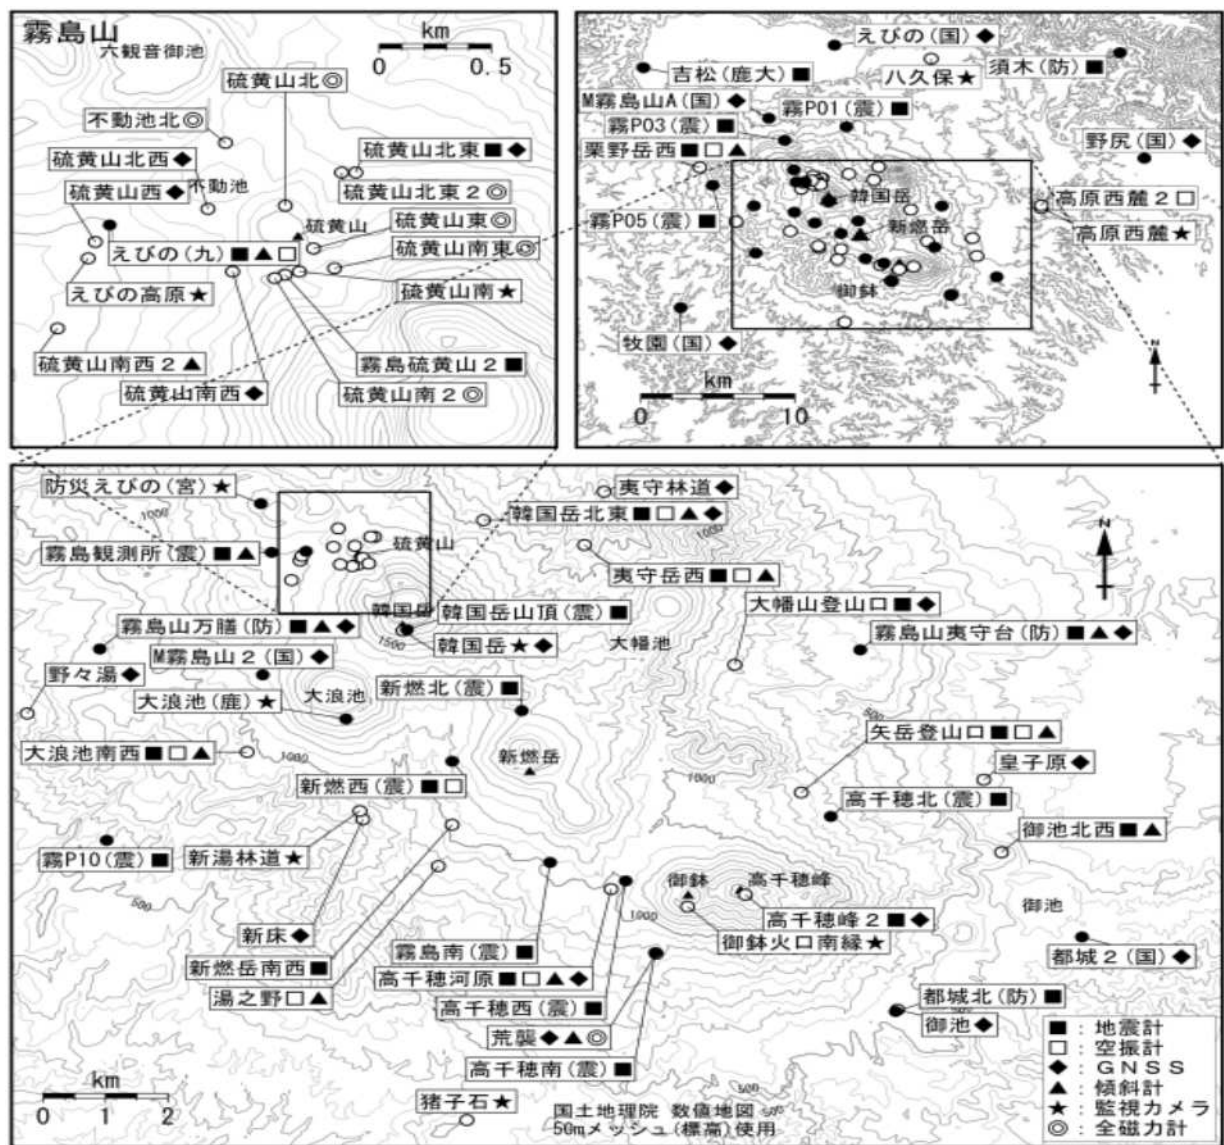 霧島山
六観音御池
km
0 0.5
硫黄山北◎
不動池北◎
硫黄山北西◆
硫黄山西◆
不動池
硫黄山北東■◆
硫黄山北東2◎
硫黄山東◎
硫黄山
硫黄山南東◎
えびの(九)■▲□
えびの高原★
硫黄山南★
硫黄山南西2▲
霧島硫黄山2■
硫黄山南西◆
硫黄山南2◎
えびの(国)◆
吉松(鹿大)■
八久保★
須木(防)■
M霧島山A(国)◆
霧P01(震)■
霧P03(震)■
栗野岳西■□▲
野尻(国)◆
韓国岳
高原西麓2□
霧P05(震)■
新燃岳
高原西麓★
御鉢
牧園(国)◆
km
0 10
N
防災えびの(宮)★
1000
夷守林道◆
韓国岳北東■□▲◆
1000
霧島観測所(震)■▲
硫黄山
夷守岳西■□▲
N
韓国岳
韓国岳山頂(震)■
大幡山登山口■◆
霧島山万膳(防)■▲◆
1500
韓国岳★◆
大幡池
霧島山夷守台(防)■▲◆
M霧島山2(国)◆
野々湯◆
新燃北(震)■
大浪池(鹿)★
大浪池
500
大浪池南西■□▲
1000
新燃岳
矢岳登山口■□▲
皇子原◆
1000
新燃西(震)■□
高千穂北(震)■
御池北西■▲
霧P10(震)■
新湯林道★
500
御鉢
高千穂峰
御池
1000
高千穂峰2■◆
新床◆
霧島南(震)■
御鉢火口南縁★
都城2(国)◆
新燃岳南西■
高千穂河原■□▲◆
湯之野□▲
高千穂西(震)■
都城北(防)■
荒襲◆▲◎
御池◆
高千穂南(震)■
km
0 1 2
猪子石★
500
国土地理院 数値地図
500
50mメッシュ(標高)使用
■:地震計
□:空振計
◆:GNSS
▲:傾斜計
★:監視カメラ
◎:全磁力計